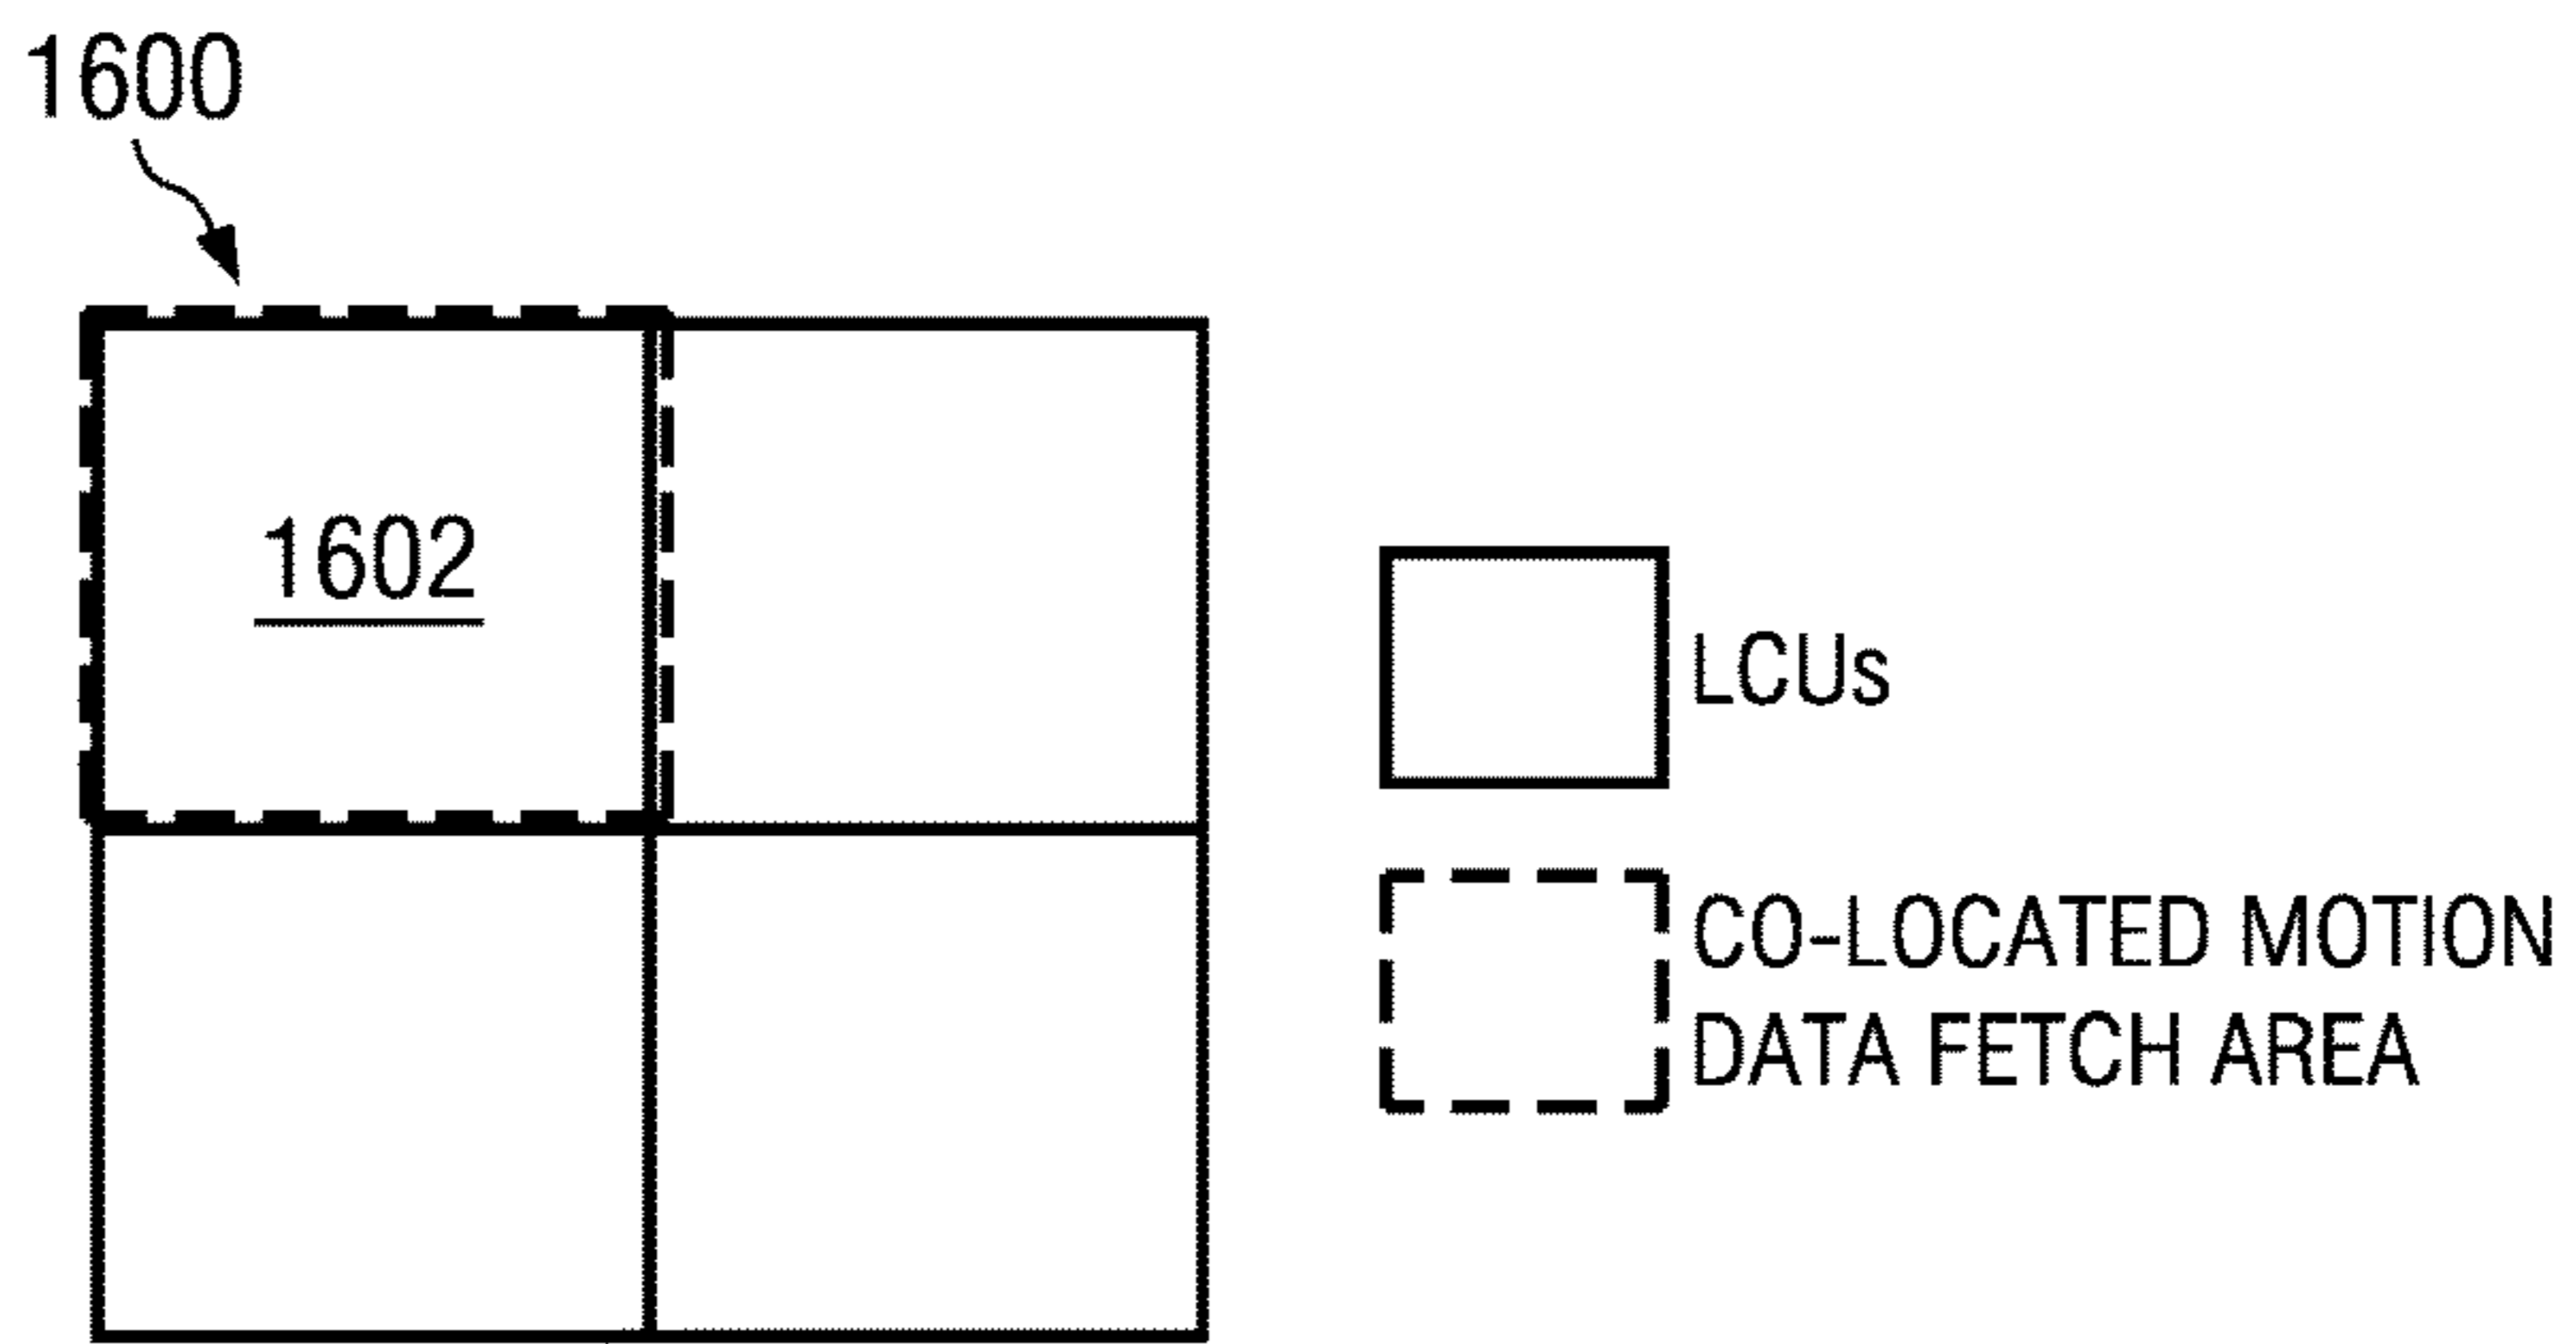 1600
1602
LCUs
CO-LOCATED MOTION
DATA FETCH AREA